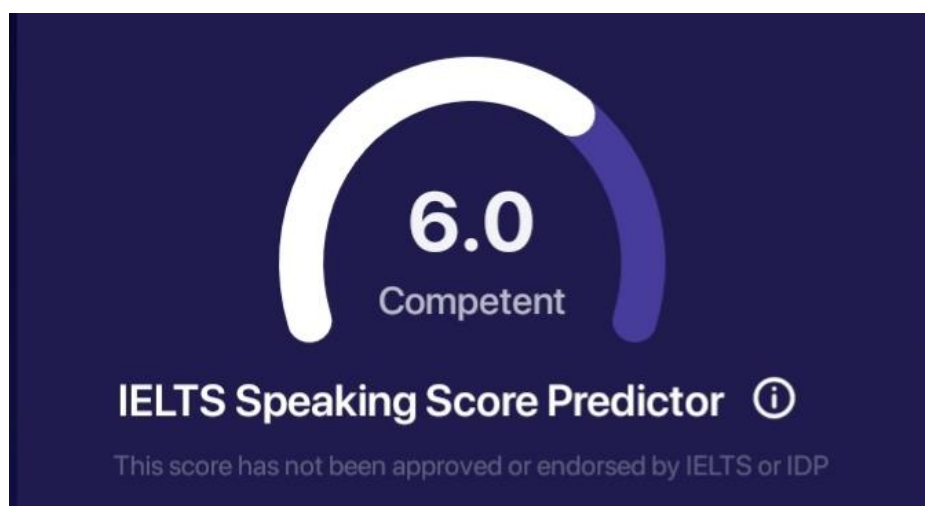 6.0
Competent
IELTS Speaking Score Predictor
This score has not been approved or endorsed by IELTS or IDP